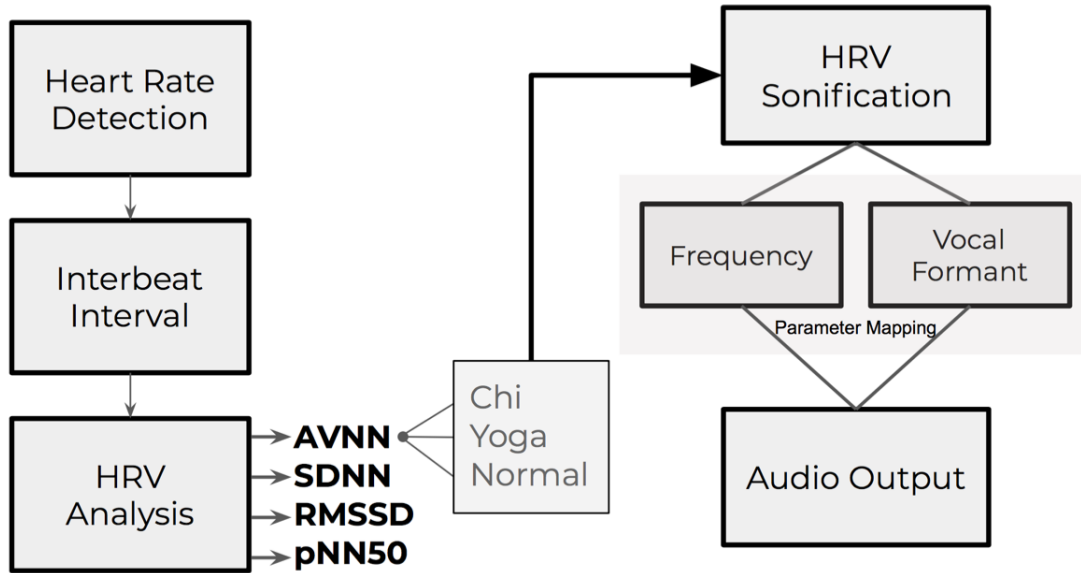 Heart Rate
Detection
Interbeat
Interval
HRV
Analysis
AVNN
SDNN
RMSSD
pNN50
Chi
Yoga
Normal
HRV
Sonification
Frequency
Vocal
Formant
Parameter Mapping
Audio Output